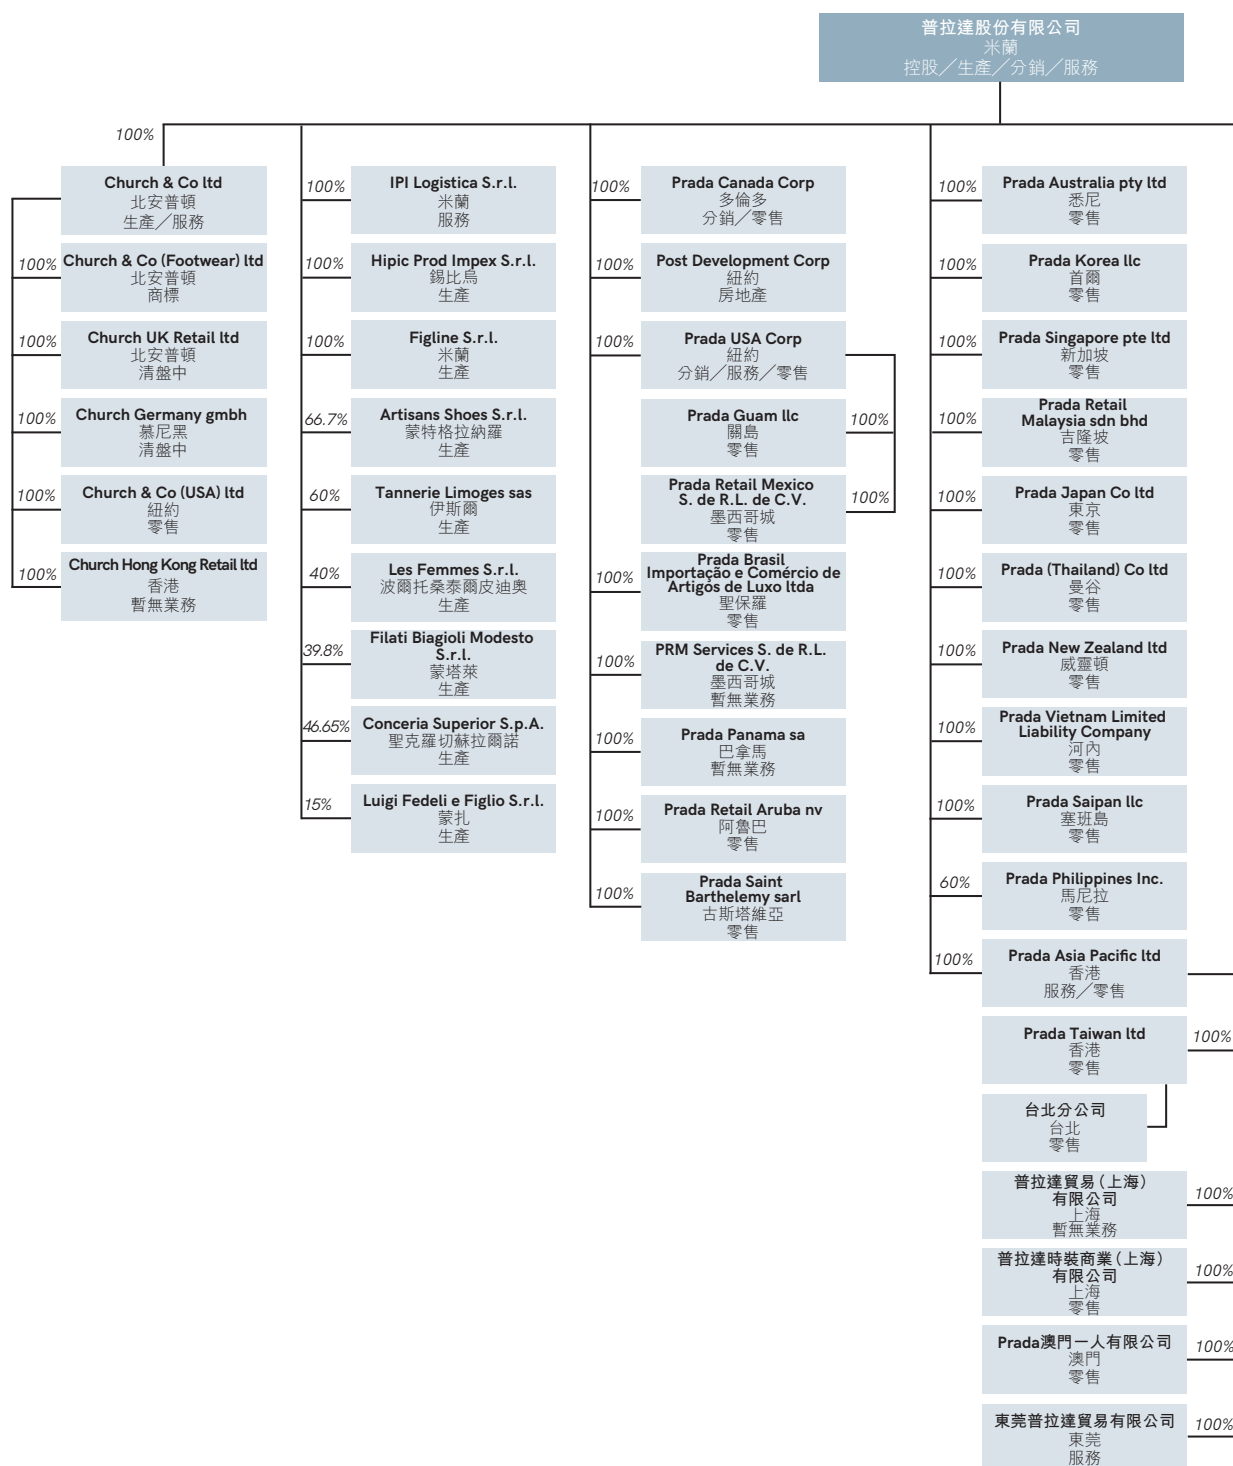 普拉達股份有限公司
米蘭
控股╱生產╱分銷╱服務
100%
Church & Co ltd
北安普頓
生產╱服務
100%
Church & Co (Footwear) ltd
北安普頓
商標
100%
Church UK Retail ltd
北安普頓
清盤中
100%
Church Germany gmbh
慕尼黑
清盤中
100%
Church & Co (USA) ltd
紐約
零售
100%
Church Hong Kong Retail ltd
香港
暫無業務
100%
IPI Logistica S.r.l.
米蘭
服務
100%
Hipic Prod Impex S.r.l.
錫比烏
生產
100%
Figline S.r.l.
米蘭
生產
66.7%
Artisans Shoes S.r.l.
蒙特格拉納羅
生產
60%
Tannerie Limoges sas
伊斯爾
生產
40%
Les Femmes S.r.l.
波爾托桑泰爾皮迪奧
生產
39.8%
Filati Biagioli Modesto
S.r.l.
蒙塔萊
生產
46.65%
Conceria Superior S.p.A.
聖克羅切蘇拉爾諾
生產
15%
Luigi Fedeli e Figlio S.r.l.
蒙扎
生產
100%
Prada Canada Corp
多倫多
分銷╱零售
100%
Post Development Corp
紐約
房地產
100%
Prada USA Corp
紐約
分銷╱服務╱零售
Prada Guam llc
關島
零售
100%
Prada Retail Mexico
S. de R.L. de C.V.
墨西哥城
零售
100%
100%
Prada Brasil
Importação e Comércio de
Artigos de Luxo ltda
聖保羅
零售
100%
PRM Services S. de R.L.
de C.V.
墨西哥城
暫無業務
100%
Prada Panama sa
巴拿馬
暫無業務
100%
Prada Retail Aruba nv
阿魯巴
零售
100%
Prada Saint
Barthelemy sarl
古斯塔維亞
零售
100%
Prada Australia pty ltd
悉尼
零售
100%
Prada Korea llc
首爾
零售
100%
Prada Singapore pte ltd
新加坡
零售
100%
Prada Retail
Malaysia sdn bhd
吉隆坡
零售
100%
Prada Japan Co ltd
東京
零售
100%
Prada (Thailand) Co ltd
曼谷
零售
100%
Prada New Zealand ltd
威靈頓
零售
100%
Prada Vietnam Limited
Liability Company
河內
零售
100%
Prada Saipan llc
塞班島
零售
60%
Prada Philippines Inc.
馬尼拉
零售
100%
Prada Asia Pacific ltd
香港
服務╱零售
Prada Taiwan ltd
香港
零售
100%
台北分公司
台北
零售
普拉達貿易（上海）
有限公司
上海
暫無業務
100%
普拉達時裝商業（上海）
有限公司
上海
零售
100%
Prada澳門一人有限公司
澳門
零售
100%
東莞普拉達貿易有限公司
東莞
服務
100%